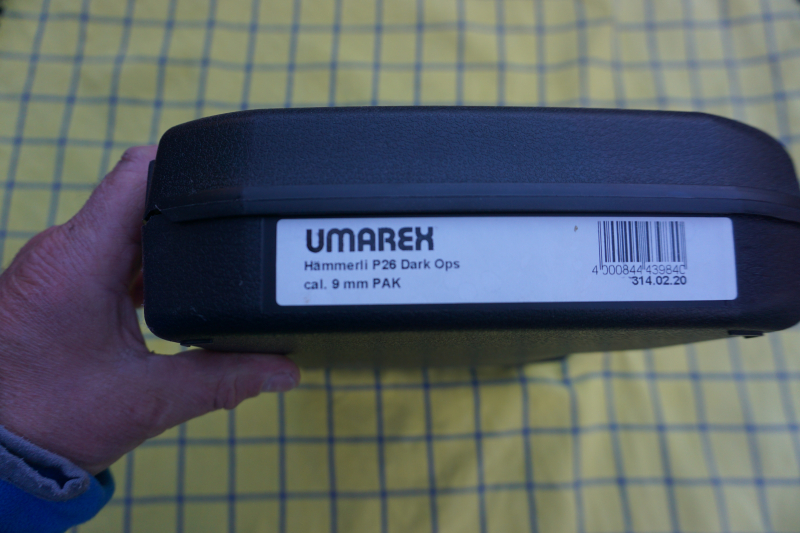 UMAREX
Hämmerli P26 Dark Ops
cal. 9 mm PAK
4 000844 439840
314.02.20